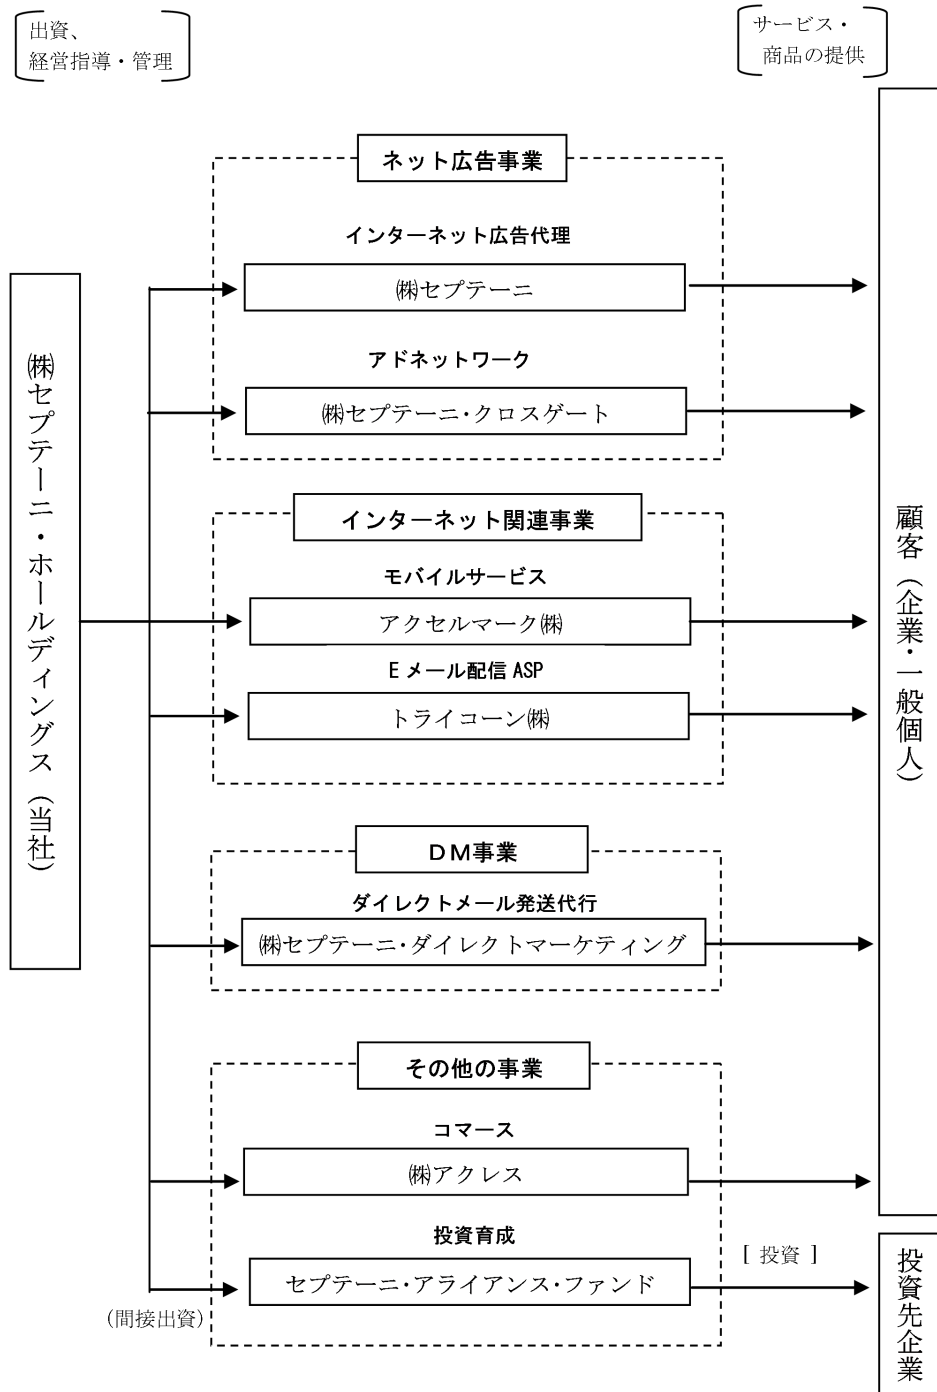 出資、
経営指導・管理
サービス・
商品の提供
㈱セプテーニ・ホールディングス（当社）
ネット広告事業
インターネット広告代理
㈱セプテーニ
アドネットワーク
㈱セプテーニ・クロスゲート
インターネット関連事業
モバイルサービス
アクセルマーク㈱
Eメール配信 ASP
トライコーン㈱
ＤＭ事業
ダイレクトメール発送代行
㈱セプテーニ・ダイレクトマーケティング
その他の事業
コマース
㈱アクレス
投資育成
セプテーニ・アライアンス・ファンド
（間接出資）
［ 投資 ］
顧客（企業・一般個人）
投資先企業